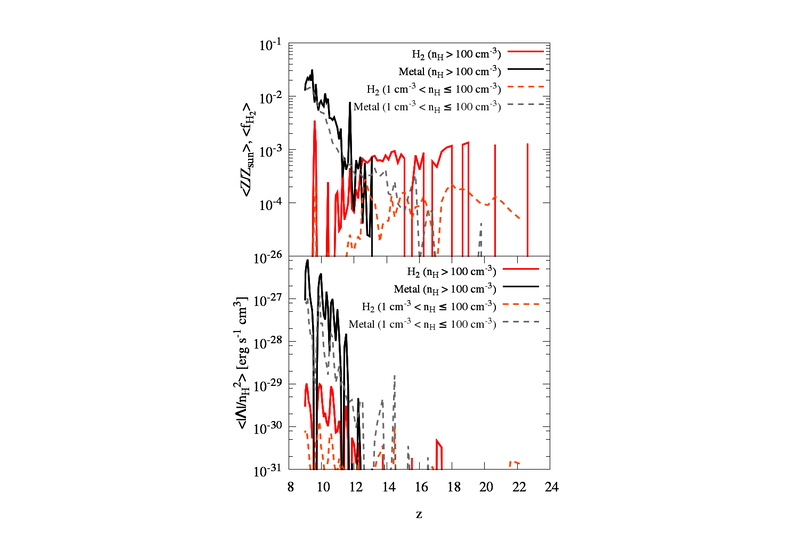 10-1
10-2
10-3
10-4
<Z/Zsun>, <fH2>
H2 (nH > 100 cm-3)
Metal (nH > 100 cm-3)
H2 (1 cm-3 < nH ≤ 100 cm-3)
Metal (1 cm-3 < nH ≤ 100 cm-3)
10-26
10-27
10-28
10-29
10-30
10-31
<|Λ|/nH2> [erg s-1 cm3]
H2 (nH > 100 cm-3)
Metal (nH > 100 cm-3)
H2 (1 cm-3 < nH ≤ 100 cm-3)
Metal (1 cm-3 < nH ≤ 100 cm-3)
8 10 12 14 16 18 20 22 24
z